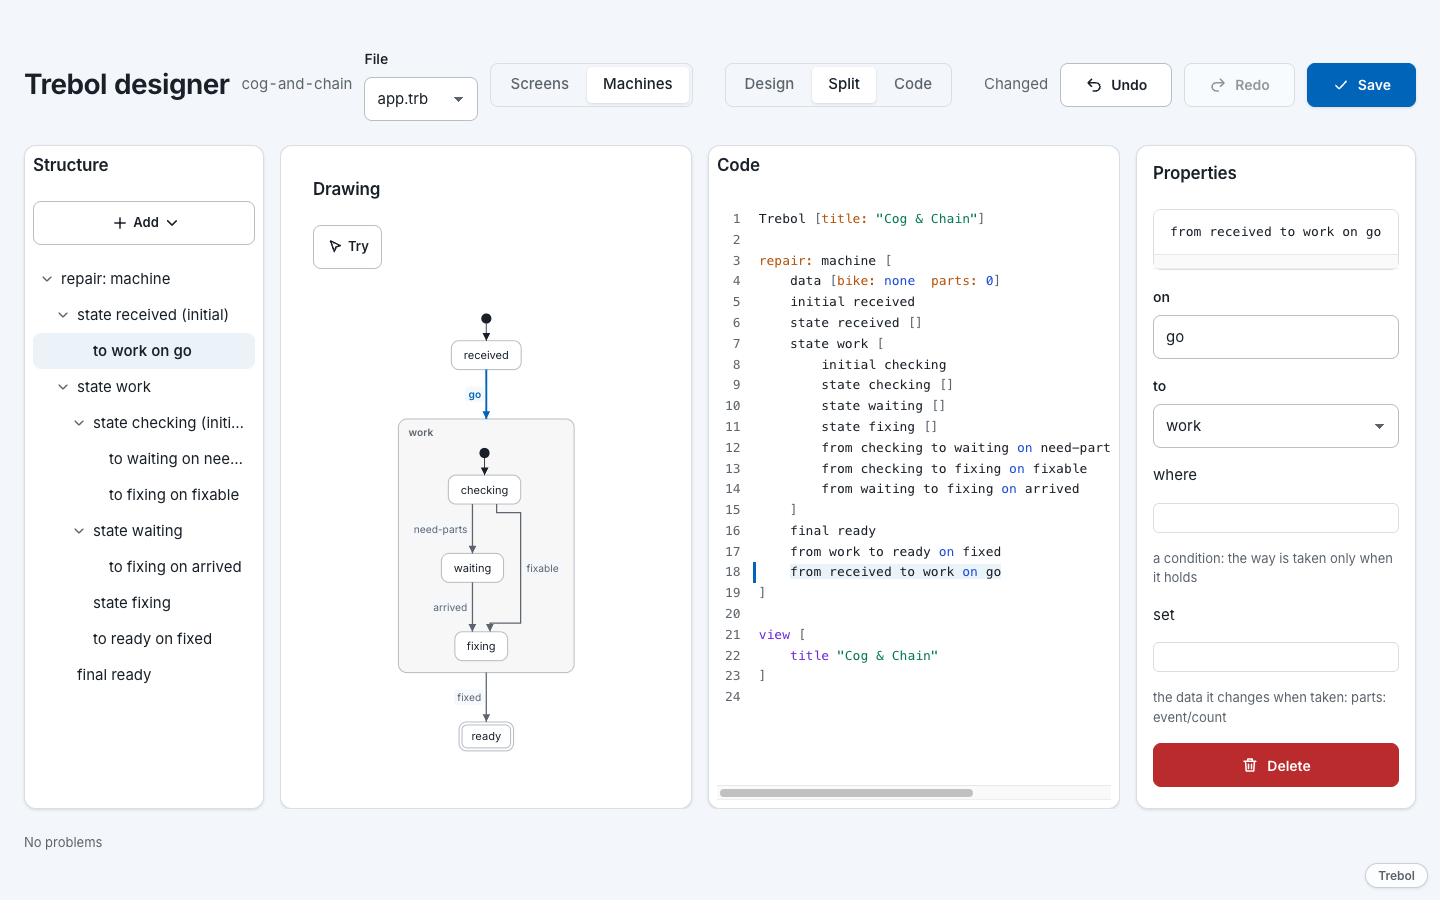 Trebol designer
cog-and-chain
File
app.trb
Screens
Machines
Design
Split
Code
Changed
Undo
Redo
Save
Structure
Add
repair: machine
state received (initial)
to work on go
state work
state checking (initi...
to waiting on nee...
to fixing on fixable
state waiting
to fixing on arrived
state fixing
to ready on fixed
final ready
Drawing
Try
received
go
work
checking
need-parts
waiting
fixable
arrived
fixing
fixed
ready
Code
1 Trebol [title: "Cog & Chain"]
2
3 repair: machine [
4 data [bike: none parts: 0]
5 initial received
6 state received []
7 state work [
8 initial checking
9 state checking []
10 state waiting []
11 state fixing []
12 from checking to waiting on need-part
13 from checking to fixing on fixable
14 from waiting to fixing on arrived
15 ]
16 final ready
17 from work to ready on fixed
18 from received to work on go
19 ]
20
21 view [
22 title "Cog & Chain"
23 ]
24
Properties
from received to work on go
on
go
to
work
where
a condition: the way is taken only when
it holds
set
the data it changes when taken: parts:
event/count
Delete
No problems
Trebol